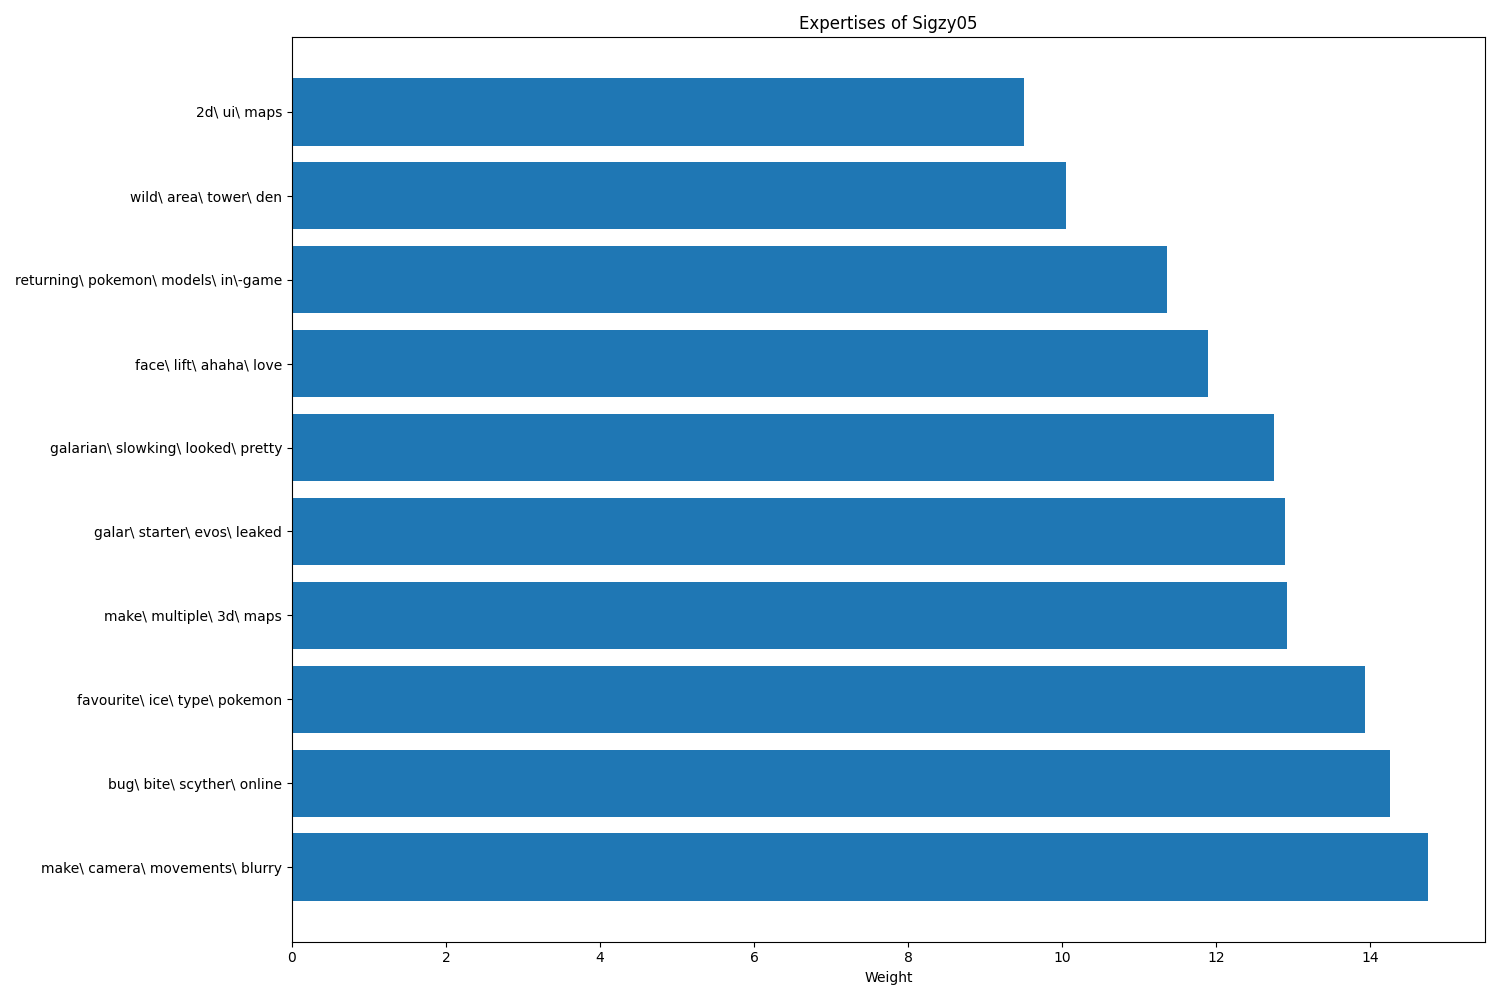 Expertises of Sigzy05
2d\ ui\ maps
wild\ area\ tower\ den
returning\ pokemon\ models\ in\-game
face\ lift\ ahaha\ love
galarian\ slowking\ looked\ pretty
galar\ starter\ evos\ leaked
make\ multiple\ 3d\ maps
favourite\ ice\ type\ pokemon
bug\ bite\ scyther\ online
make\ camera\ movements\ blurry
0 2 4 6 8 10 12 14
Weight